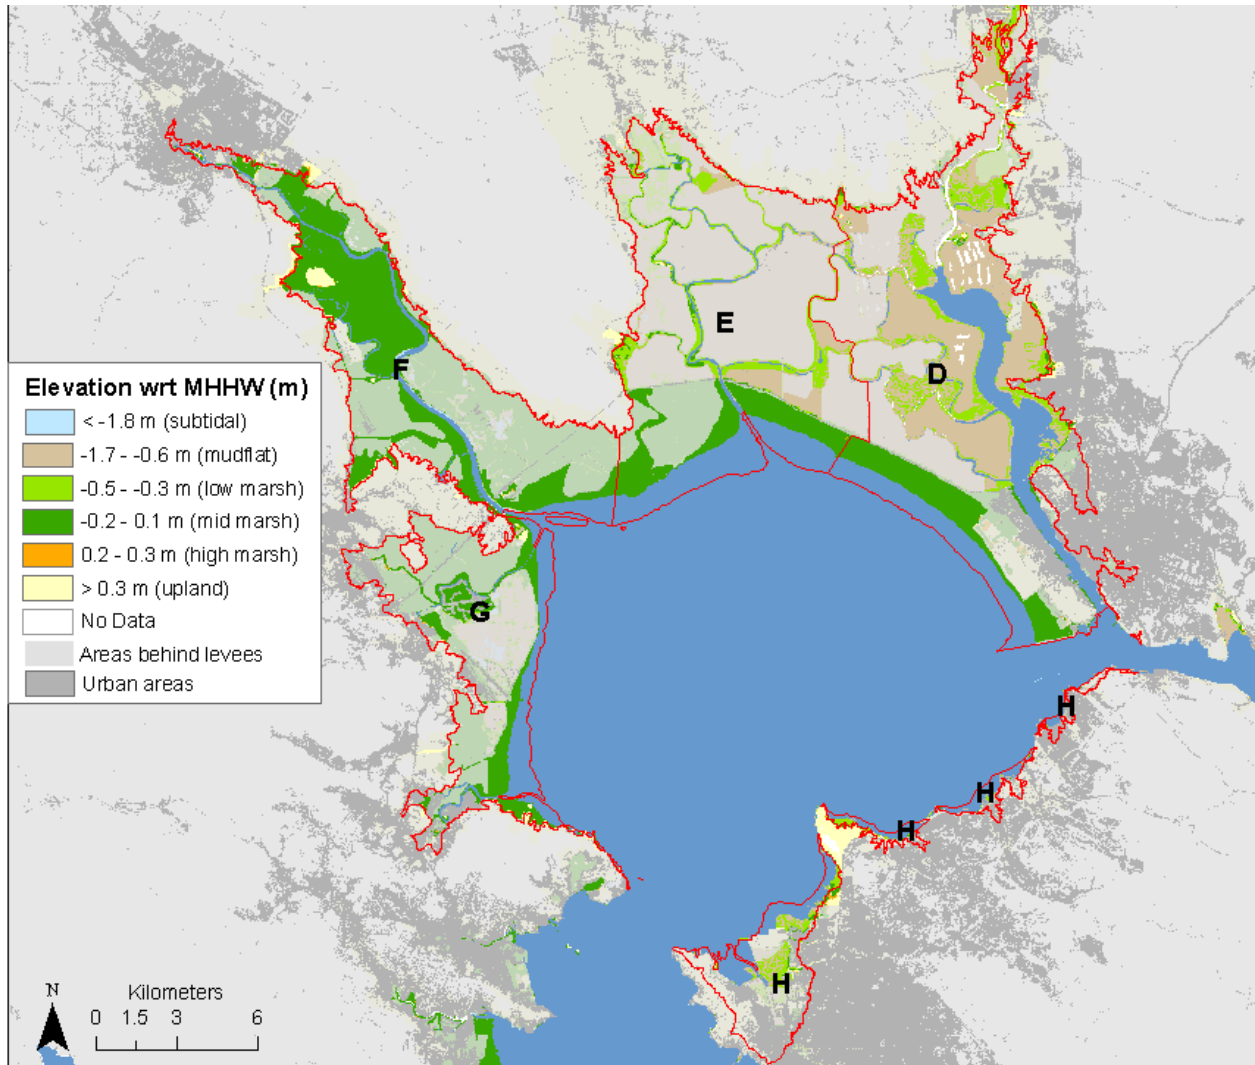 E
D
F
Elevation wrt MHHW (m)
< -1.8 m (subtidal)
-1.7 - -0.6 m (mudflat)
-0.5 - -0.3 m (low marsh)
-0.2 - 0.1 m (mid marsh)
0.2 - 0.3 m (high marsh)
> 0.3 m (upland)
No Data
Areas behind levees
Urban areas
G
H
H
H
H
N
Kilometers
0 1.5 3 6